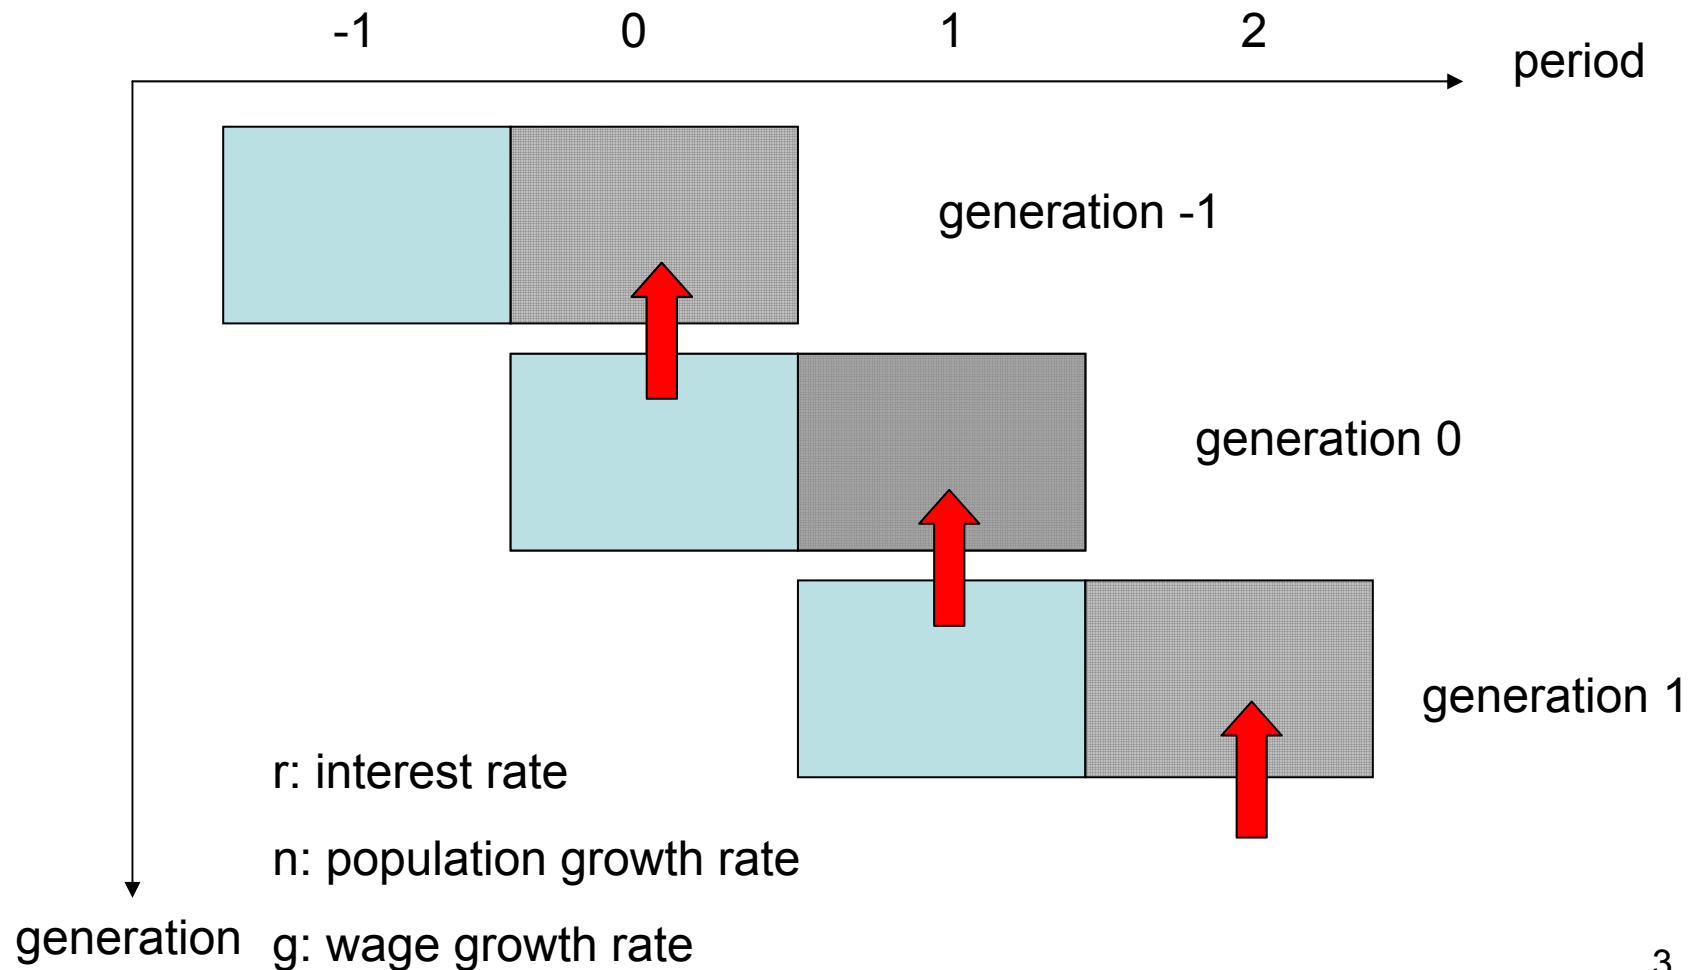 -1 0 1 2
period
generation -1
generation 0
generation 1
r: interest rate
n: population growth rate
generation
g: wage growth rate
3